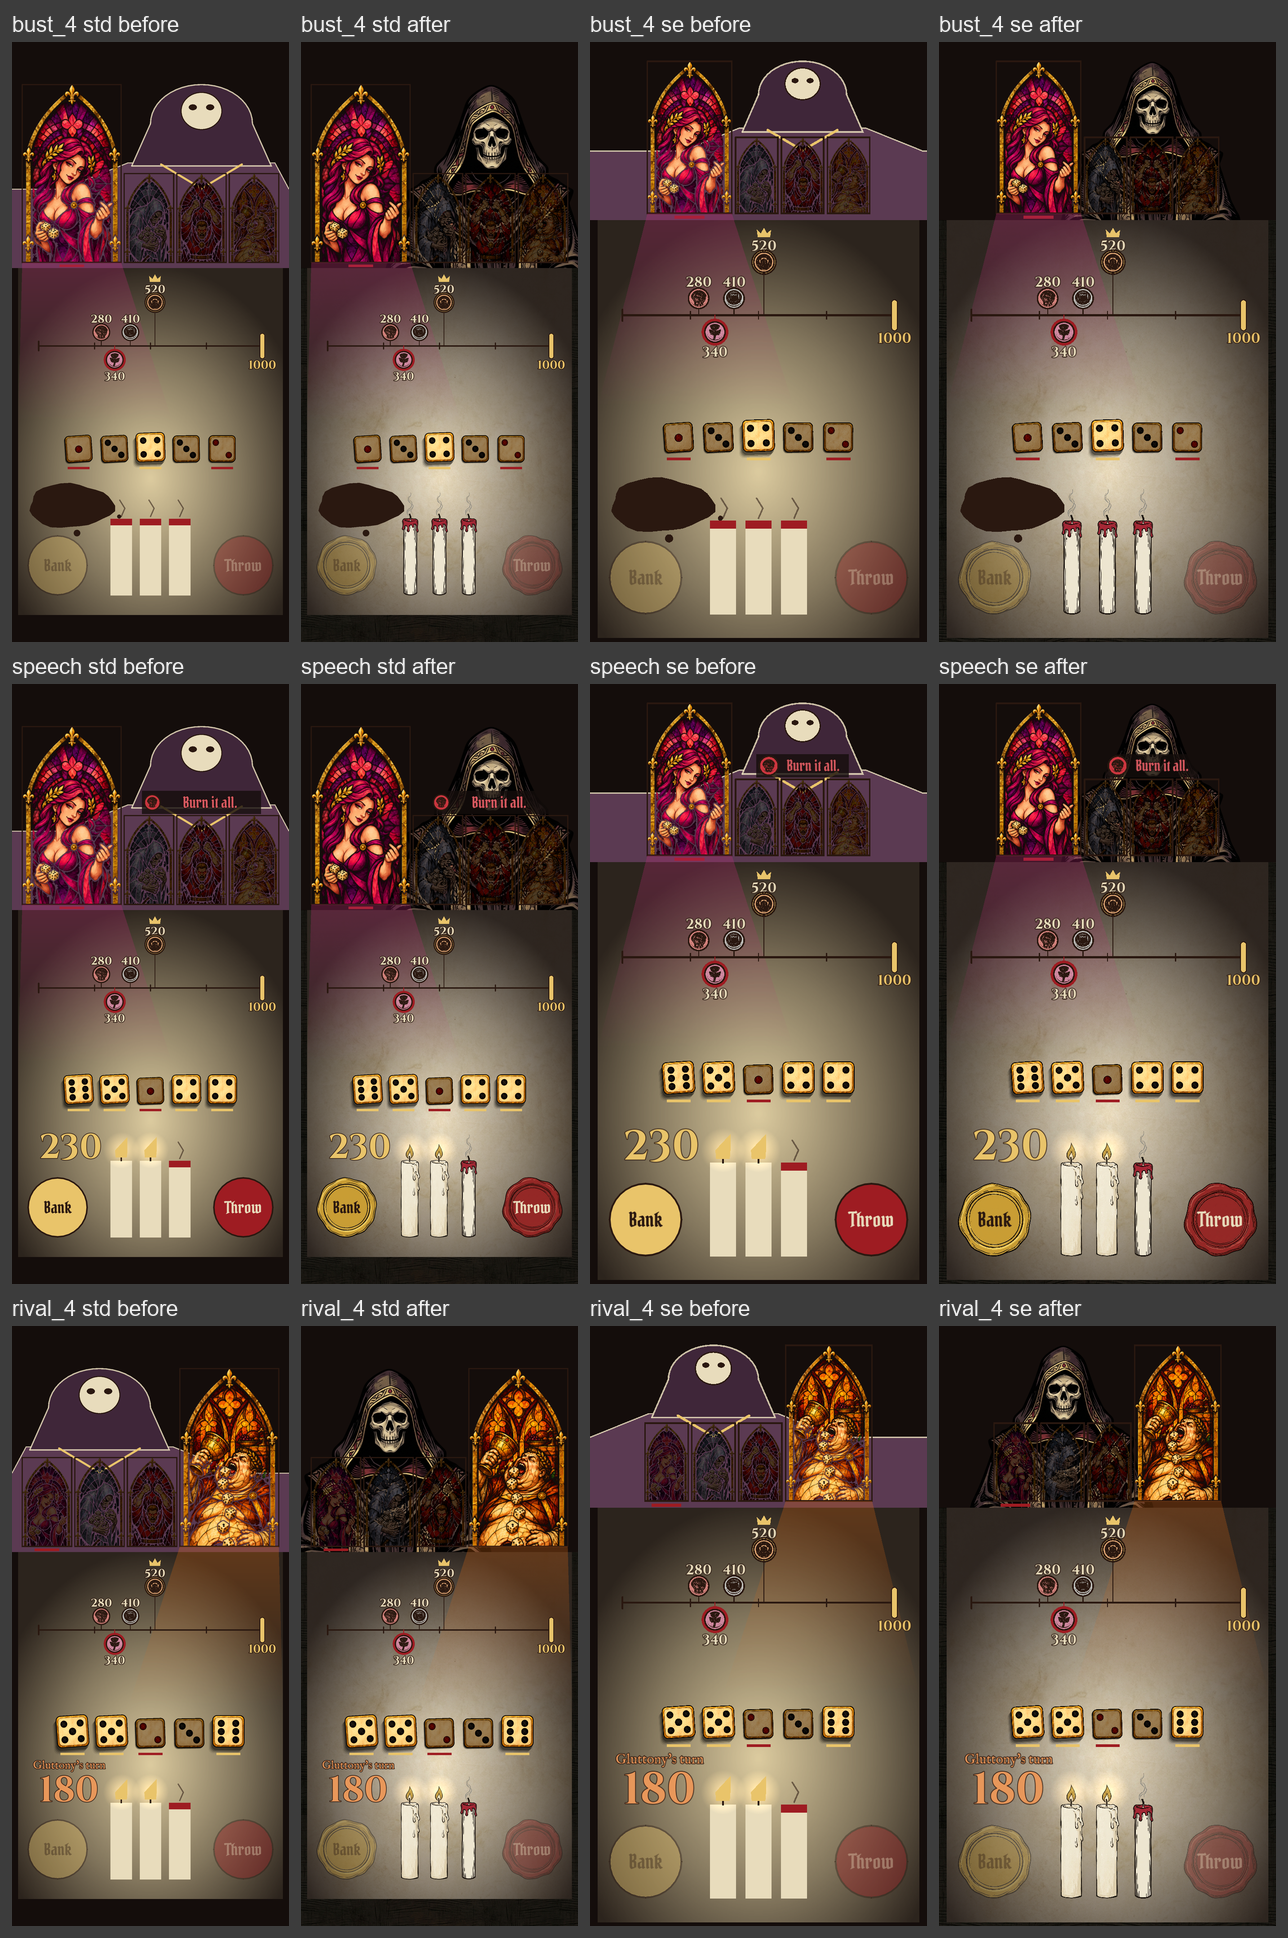 bust_4 std before
bust_4 std after
bust_4 se before
bust_4 se after
520
520
520
520
280 410
280 410
280 410
280 410
1000
1000
1000
1000
340
340
340
340
Bank
Throw
Bank
Throw
Bank
Throw
Bank
Throw
speech std before
speech std after
speech se before
speech se after
Burn it all.
Burn it all.
Burn it all.
Burn it all.
520
520
520
520
280 410
280 410
280 410
280 410
1000
1000
1000
1000
340
340
340
340
230
230
230
230
Bank
Throw
Bank
Throw
Bank
Throw
Bank
Throw
rival_4 std before
rival_4 std after
rival_4 se before
rival_4 se after
520
520
520
520
280 410
280 410
280 410
280 410
1000
1000
1000
1000
340
340
340
340
Gluttony's turn
Gluttony's turn
Gluttony's turn
Gluttony's turn
180
180
180
180
Bank
Throw
Bank
Throw
Bank
Throw
Bank
Throw